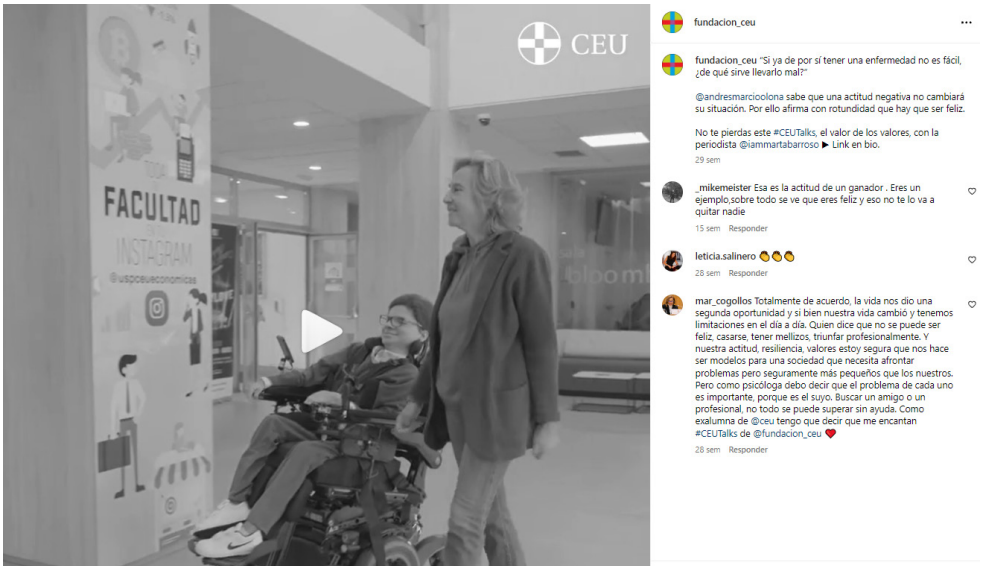 CEU
TODA LA
FACULTAD
EN TU
INSTAGRAM
@uspceueconomicas
bloom
fundacion_ceu
fundacion_ceu "Si ya de por sí tener una enfermedad no es fácil,
¿de qué sirve llevarlo mal?"
@andresmarcioolona sabe que una actitud negativa no cambiará
su situación. Por ello afirma con rotundidad que hay que ser feliz.
No te pierdas este #CEUTalks, el valor de los valores, con la
periodista @iammartabarroso ▶ Link en bio.
29 sem
_mikemeister Esa es la actitud de un ganador . Eres un
ejemplo,sobre todo se ve que eres feliz y eso no te lo va a
quitar nadie
15 sem Responder
leticia.salinero 👏👏👏
28 sem Responder
mar_cogollos Totalmente de acuerdo, la vida nos dio una
segunda oportunidad y si bien nuestra vida cambió y tenemos
limitaciones en el día a día. Quien dice que no se puede ser
feliz, casarse, tener mellizos, triunfar profesionalmente. Y
nuestra actitud, resiliencia, valores estoy segura que nos hace
ser modelos para una sociedad que necesita afrontar
problemas pero seguramente más pequeños que los nuestros.
Pero como psicóloga debo decir que el problema de cada uno
es importante, porque es el suyo. Buscar un amigo o un
profesional, no todo se puede superar sin ayuda. Como
exalumna de @ceu tengo que decir que me encantan
#CEUTalks de @fundacion_ceu ❤️
28 sem Responder